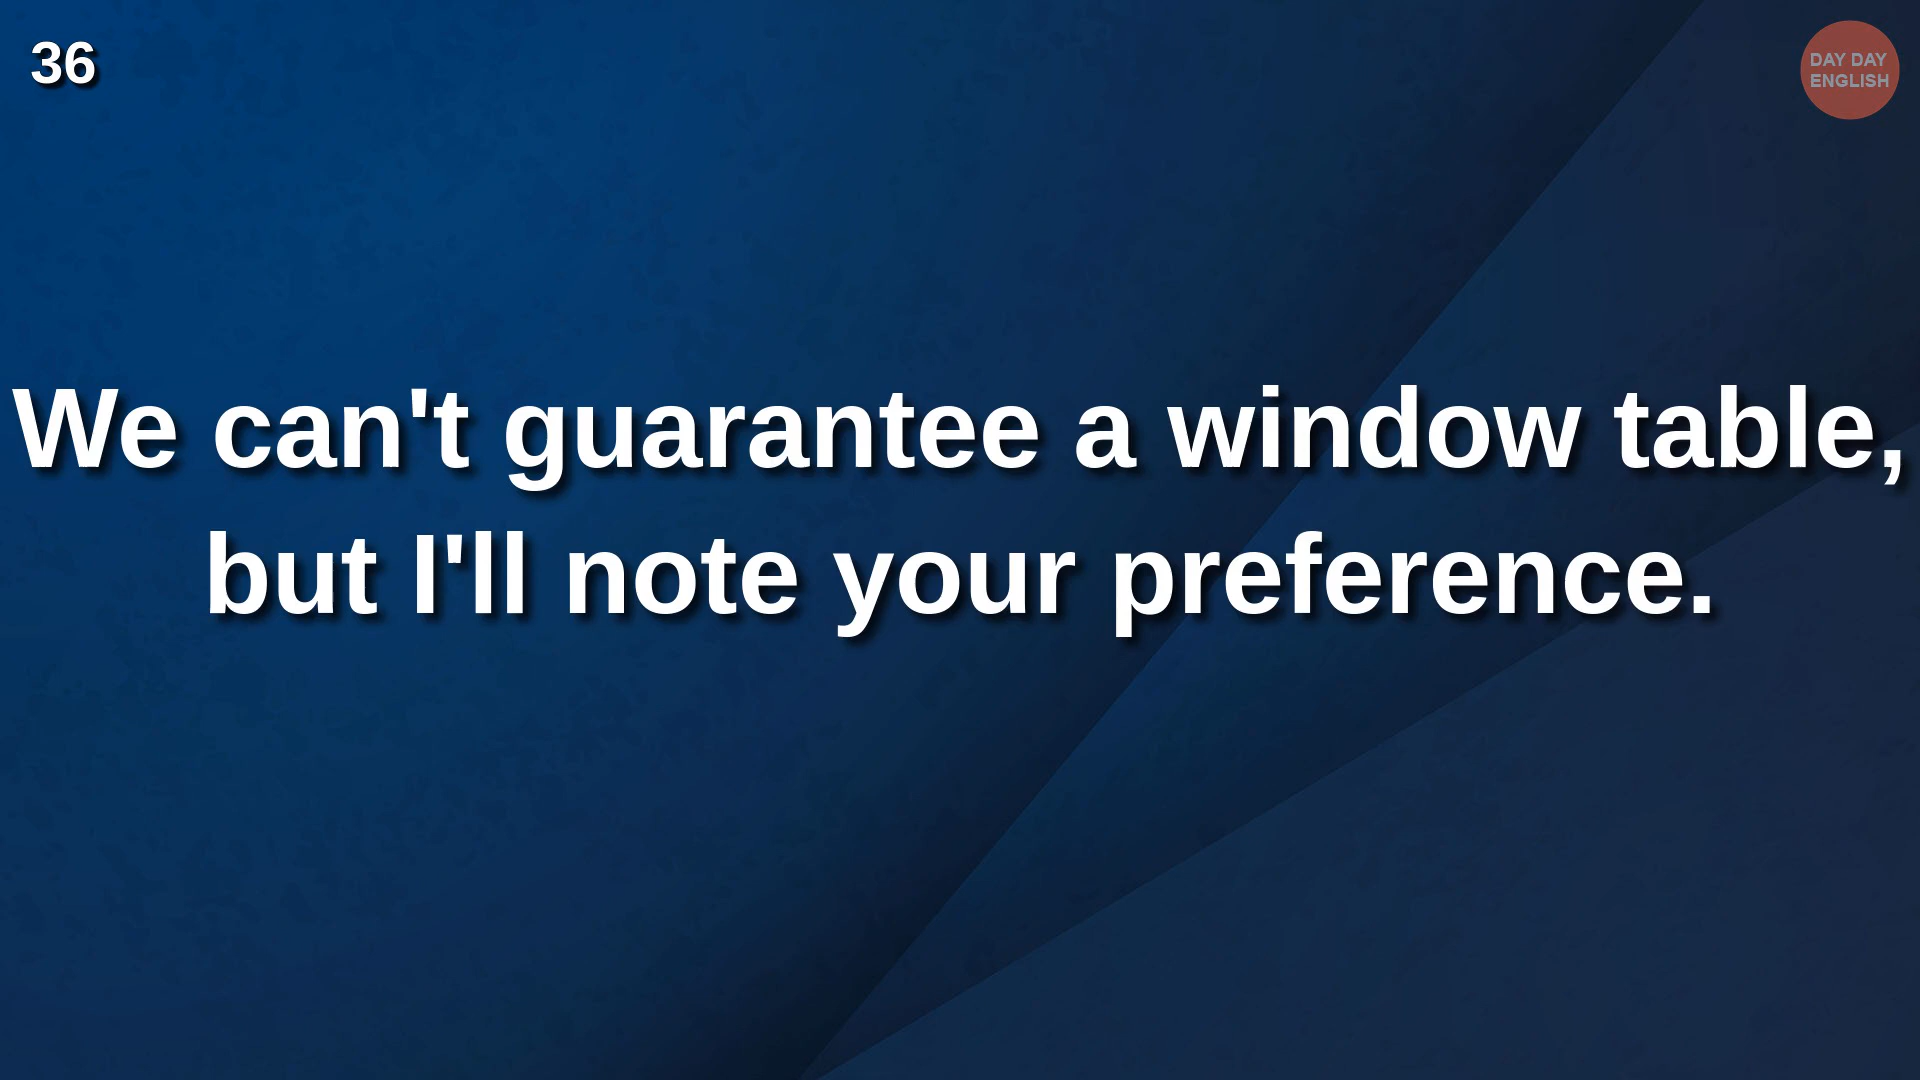 36
DAY DAY
ENGLISH
We can't guarantee a window table,
but I'll note your preference.